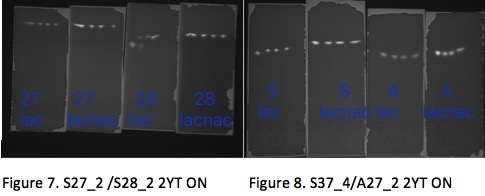 27 27 28 28
lac lacnac lac lacnac
S S A A
lac lacnac lac lacnac
Figure 7. S27_2 /S28_2 2YT ON
Figure 8. S37_4/A27_2 2YT ON